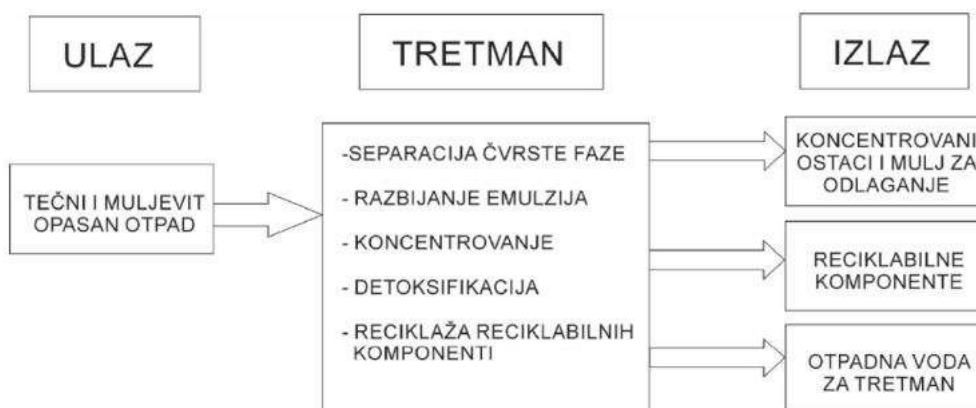 ULAZ
TRETMAN
IZLAZ
TEČNI I MULJEVIT
OPASAN OTPAD
-SEPARACIJA ČVRSTE FAZE
- RAZBIJANJE EMULZIJA
- KONCENTROVANJE
- DETOKSIFIKACIJA
- RECIKLAŽA RECIKLABILNIH
KOMPONENTI
KONCENTROVANI
OSTACI I MULJ ZA
ODLAGANJE
RECIKLABILNE
KOMPONENTE
OTPADNA VODA
ZA TRETMAN